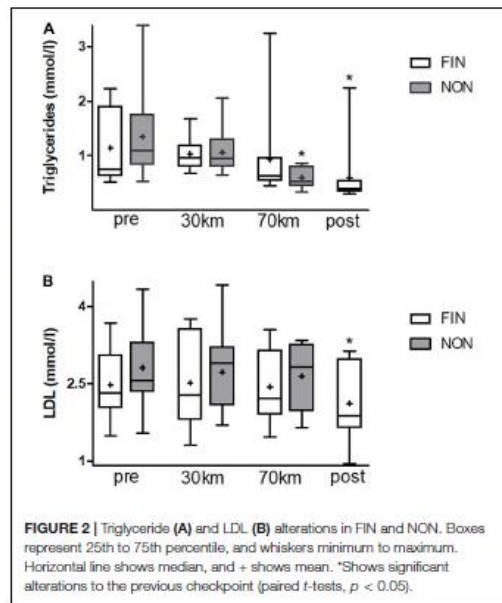 A
Triglycerides (mmol/l)
3
2
1
*
*
FIN
NON
pre 30km 70km post
B
LDL (mmol/l)
4
2.5
1
*
FIN
NON
pre 30km 70km post
FIGURE 2 | Triglyceride (A) and LDL (B) alterations in FIN and NON. Boxes
represent 25th to 75th percentile, and whiskers minimum to maximum.
Horizontal line shows median, and + shows mean. *Shows significant
alterations to the previous checkpoint (paired t-tests, p < 0.05).